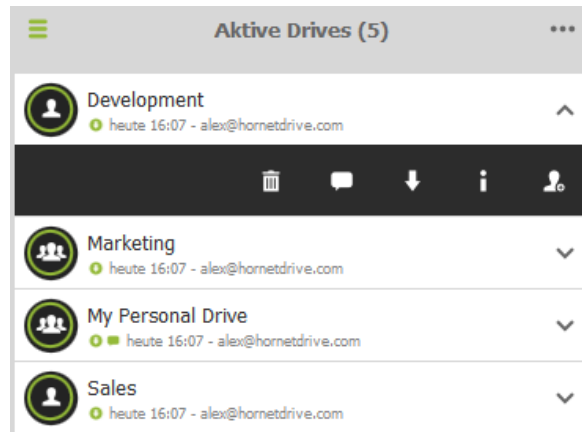 Aktive Drives (5)
Development
heute 16:07 - alex@hornetdrive.com
Marketing
heute 16:07 - alex@hornetdrive.com
My Personal Drive
heute 16:07 - alex@hornetdrive.com
Sales
heute 16:07 - alex@hornetdrive.com